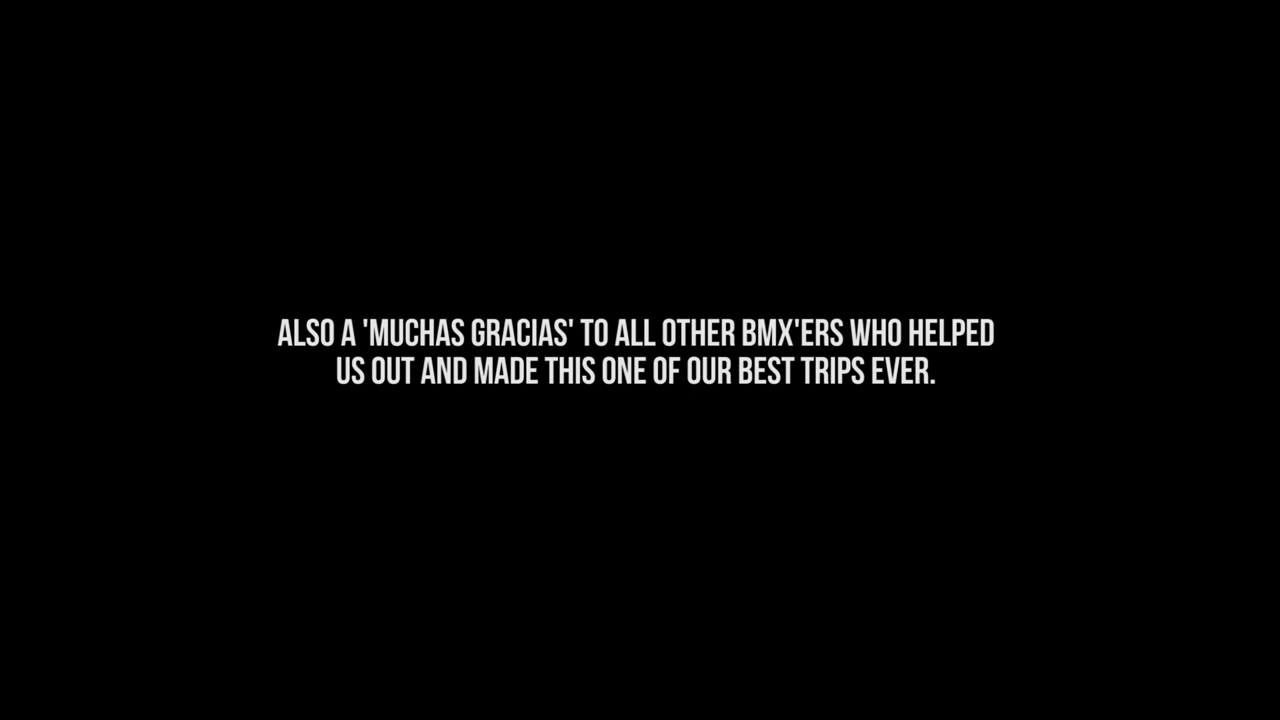 ALSO A 'MUCHAS GRACIAS' TO ALL OTHER BMX'ERS WHO HELPED
US OUT AND MADE THIS ONE OF OUR BEST TRIPS EVER.